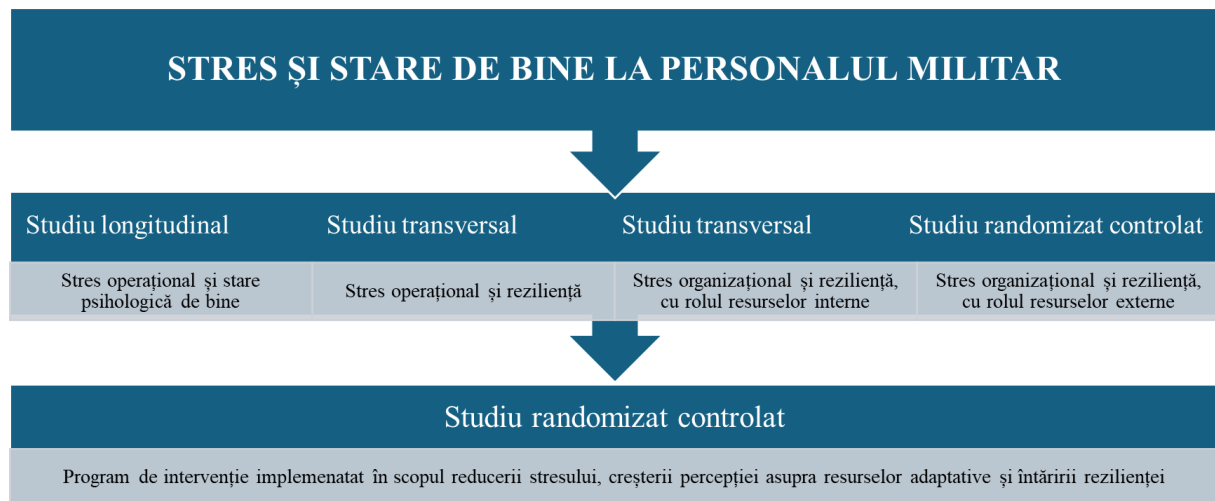 STRES ȘI STARE DE BINE LA PERSONALUL MILITAR
Studiu longitudinal
Stres operațional și stare
psihologică de bine
Studiu transversal
Stres operațional și reziliență
Studiu transversal
Stres organizațional și reziliență,
cu rolul resurselor interne
Studiu randomizat controlat
Stres organizațional și reziliență,
cu rolul resurselor externe
Studiu randomizat controlat
Program de intervenție implemenatat în scopul reducerii stresului, creșterii percepției asupra resurselor adaptative și întăririi rezilienței